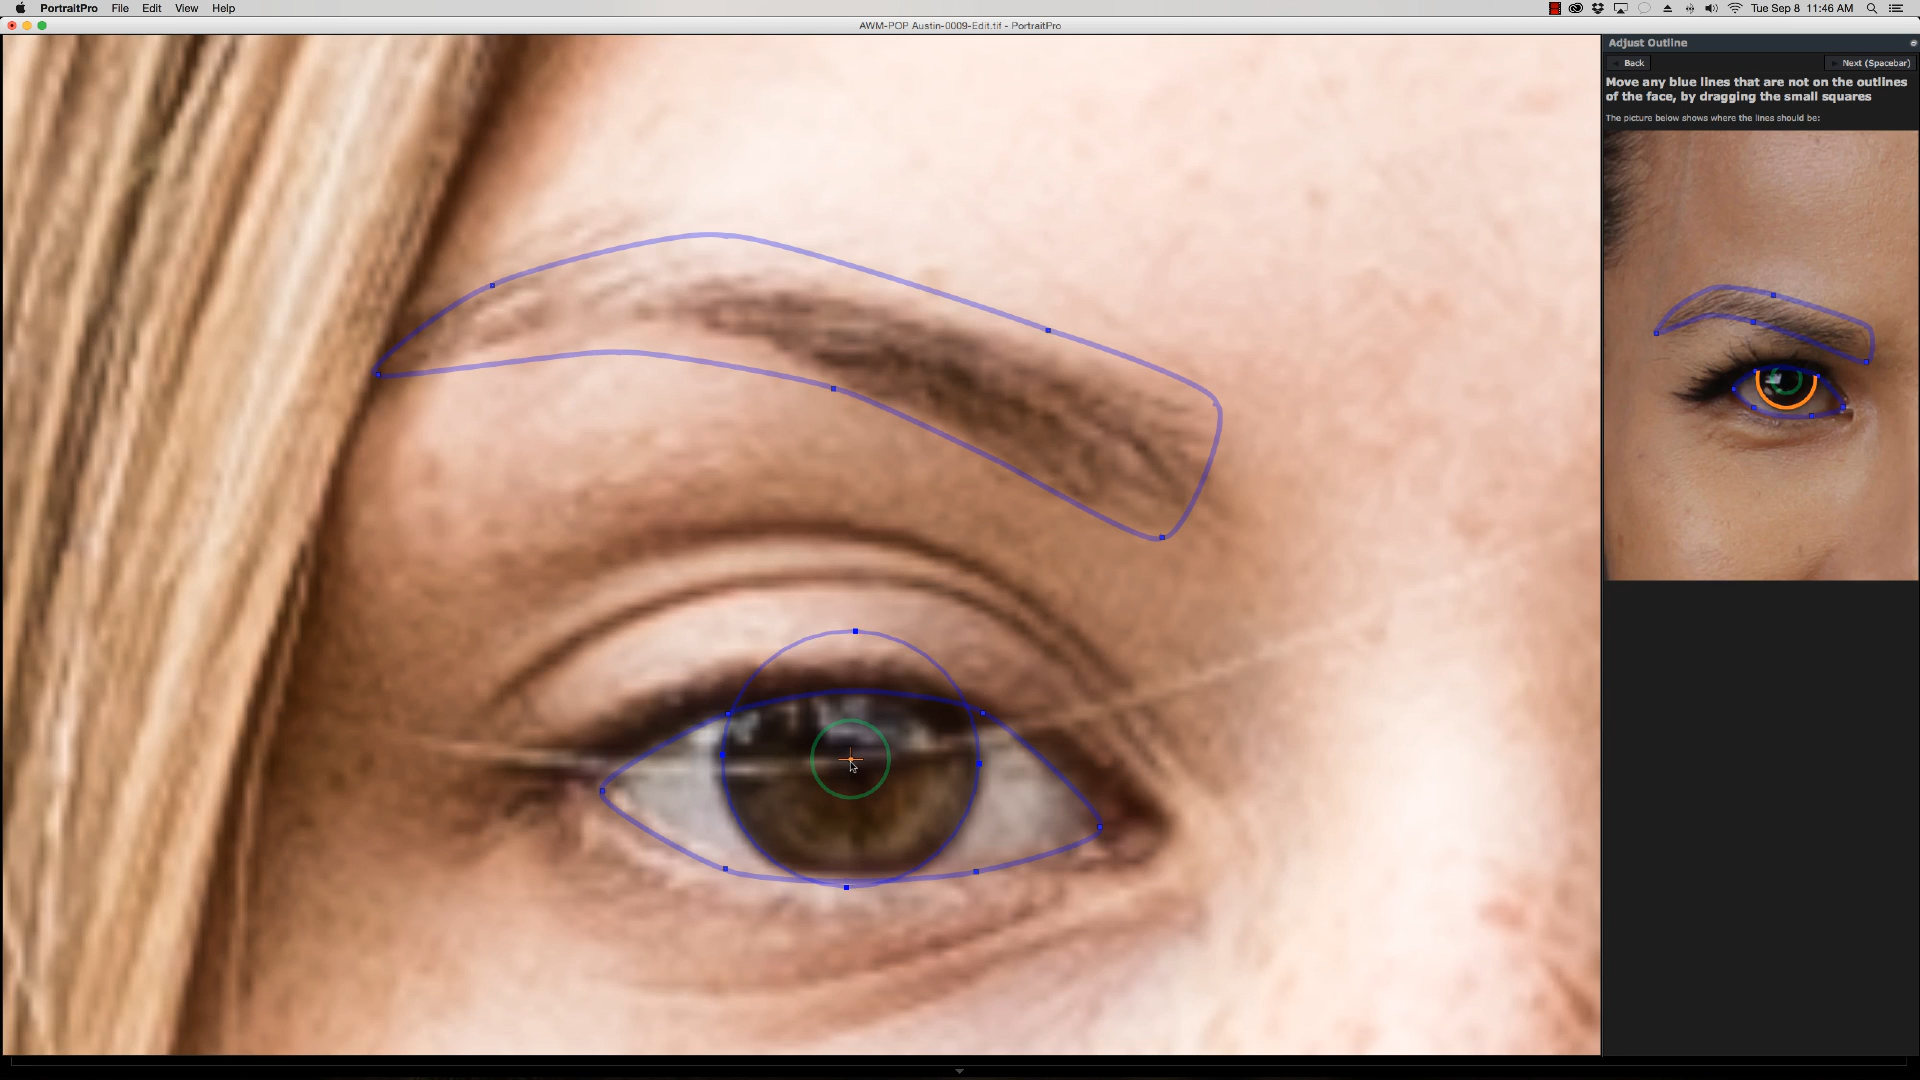 PortraitPro File Edit View Help
Tue Sep 8 11:46 AM
AWM-POP Austin-0009-Edit.tif - PortraitPro
Adjust Outline
Back
Next (Spacebar)
Move any blue lines that are not on the outlines
of the face, by dragging the small squares
The picture below shows where the lines should be: